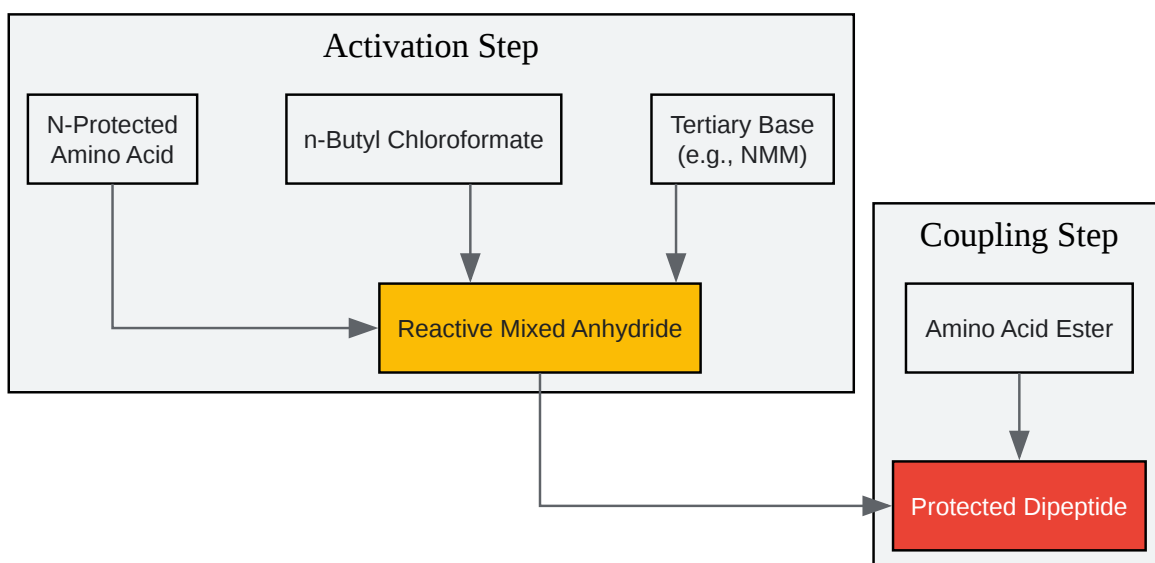 Activation Step
N-Protected
Amino Acid
n-Butyl Chloroformate
Tertiary Base
(e.g., NMM)
Reactive Mixed Anhydride
Coupling Step
Amino Acid Ester
Protected Dipeptide